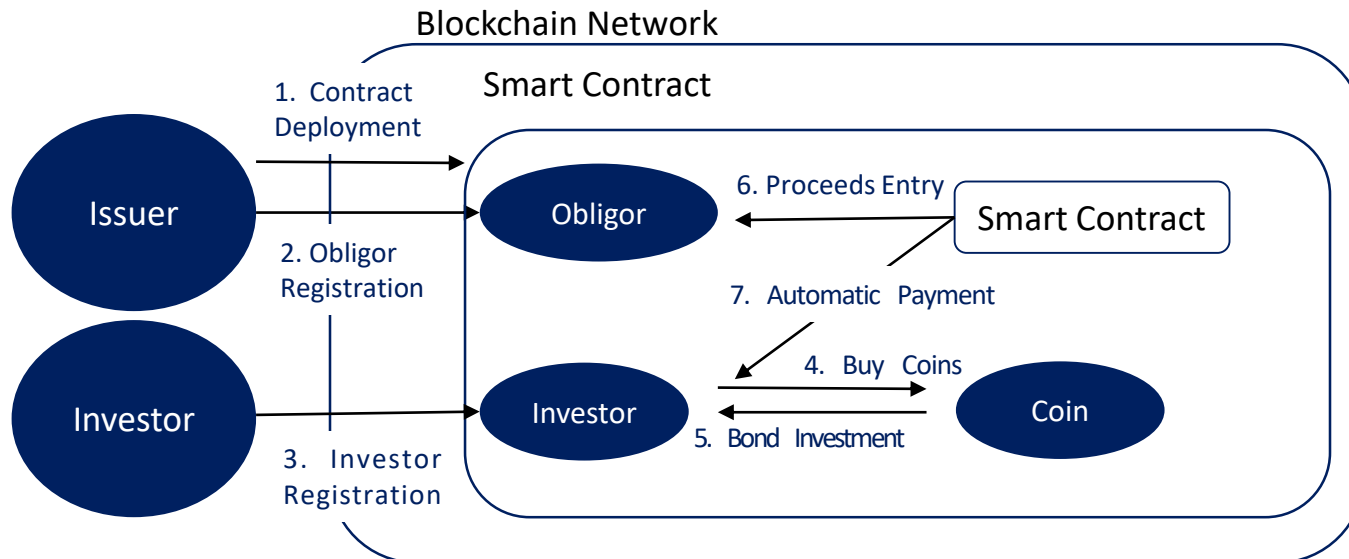 Blockchain Network
Smart Contract
1. Contract
Deployment
Issuer
Obligor
6. Proceeds Entry
Smart Contract
2. Obligor
Registration
7. Automatic Payment
4. Buy Coins
Investor
Investor
Coin
5. Bond Investment
3. Investor
Registration